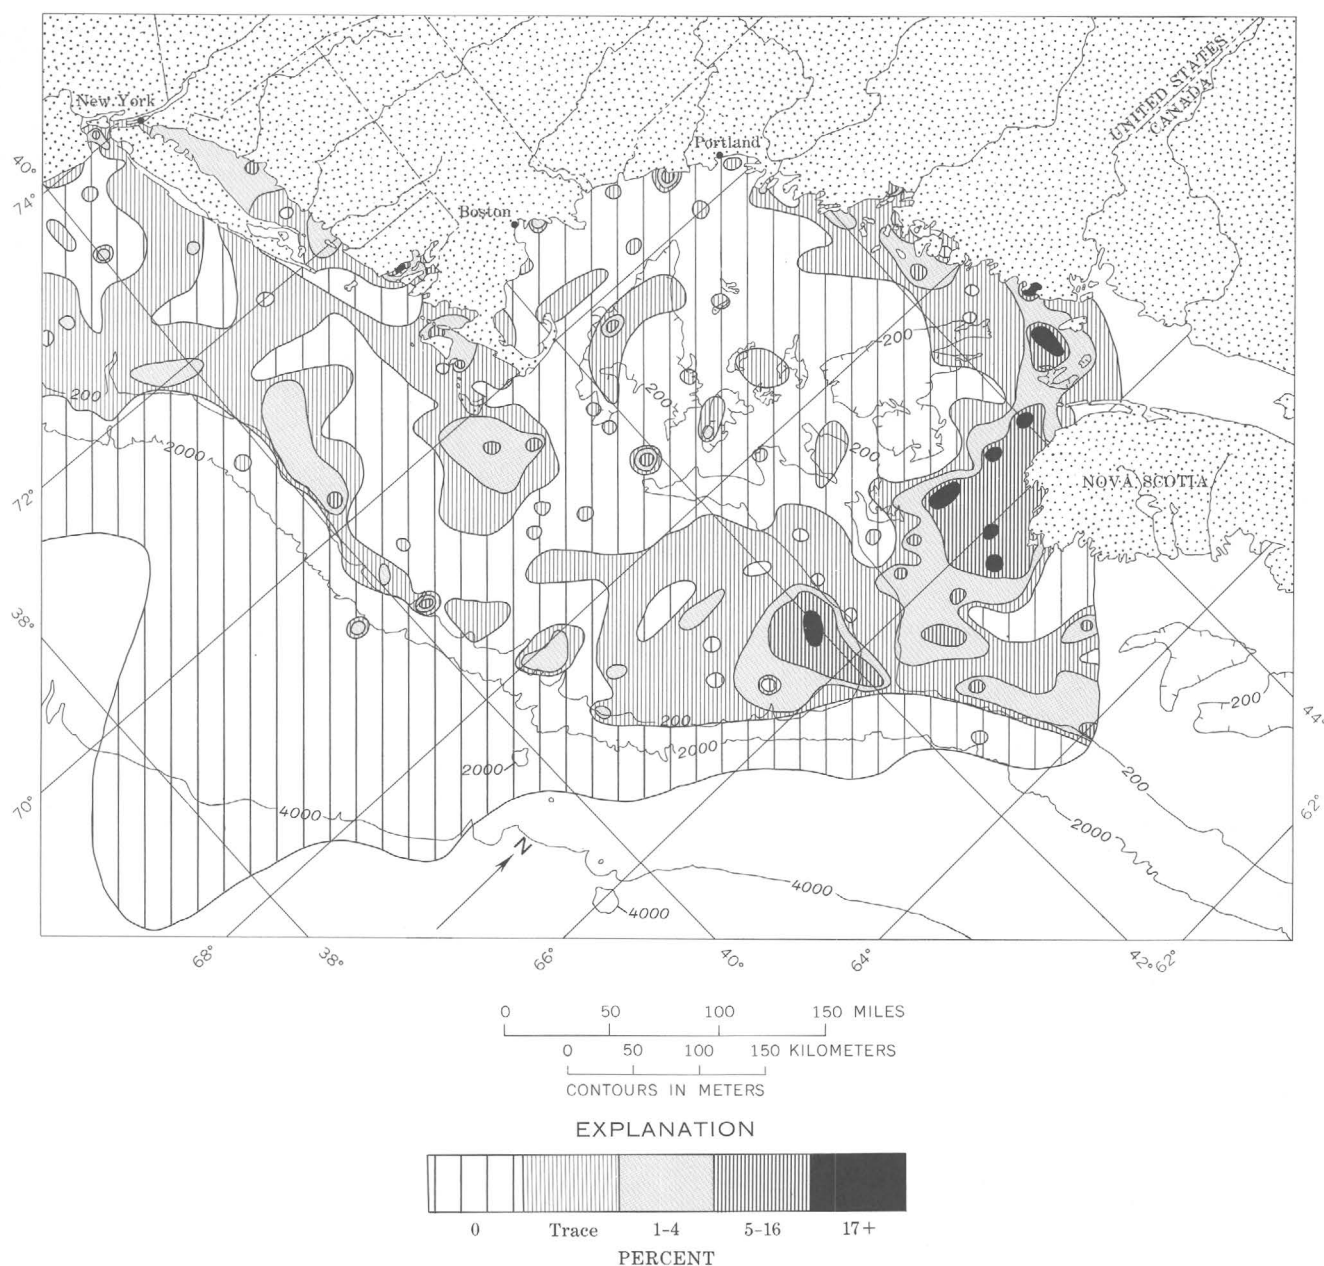 UNITED STATES
CANADA
New York
Portland
40°
74°
Boston
200
200
200
200
2000
72°
NOVA SCOTIA
38°
200
44°
200
2000
2000
200
70°
4000
2000
62°
N
4000
4000
68°
38°
66°
40°
64°
42°
62°
0 50 100 150 MILES
0 50 100 150 KILOMETERS
CONTOURS IN METERS
EXPLANATION
0 Trace 1-4 5-16 17+
PERCENT